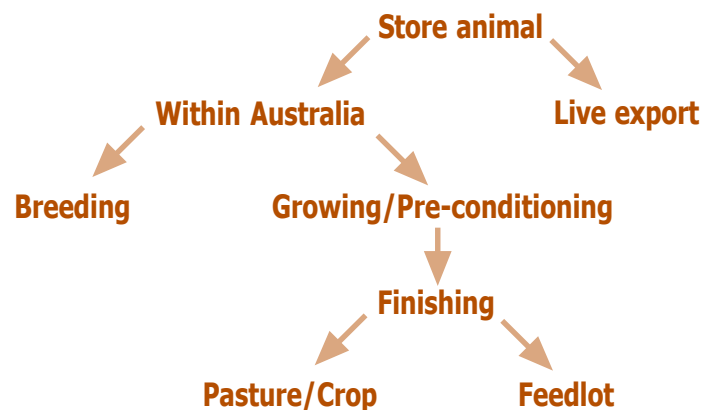 Store animal
Within Australia
Live export
Breeding
Growing/Pre-conditioning
Finishing
Pasture/Crop
Feedlot